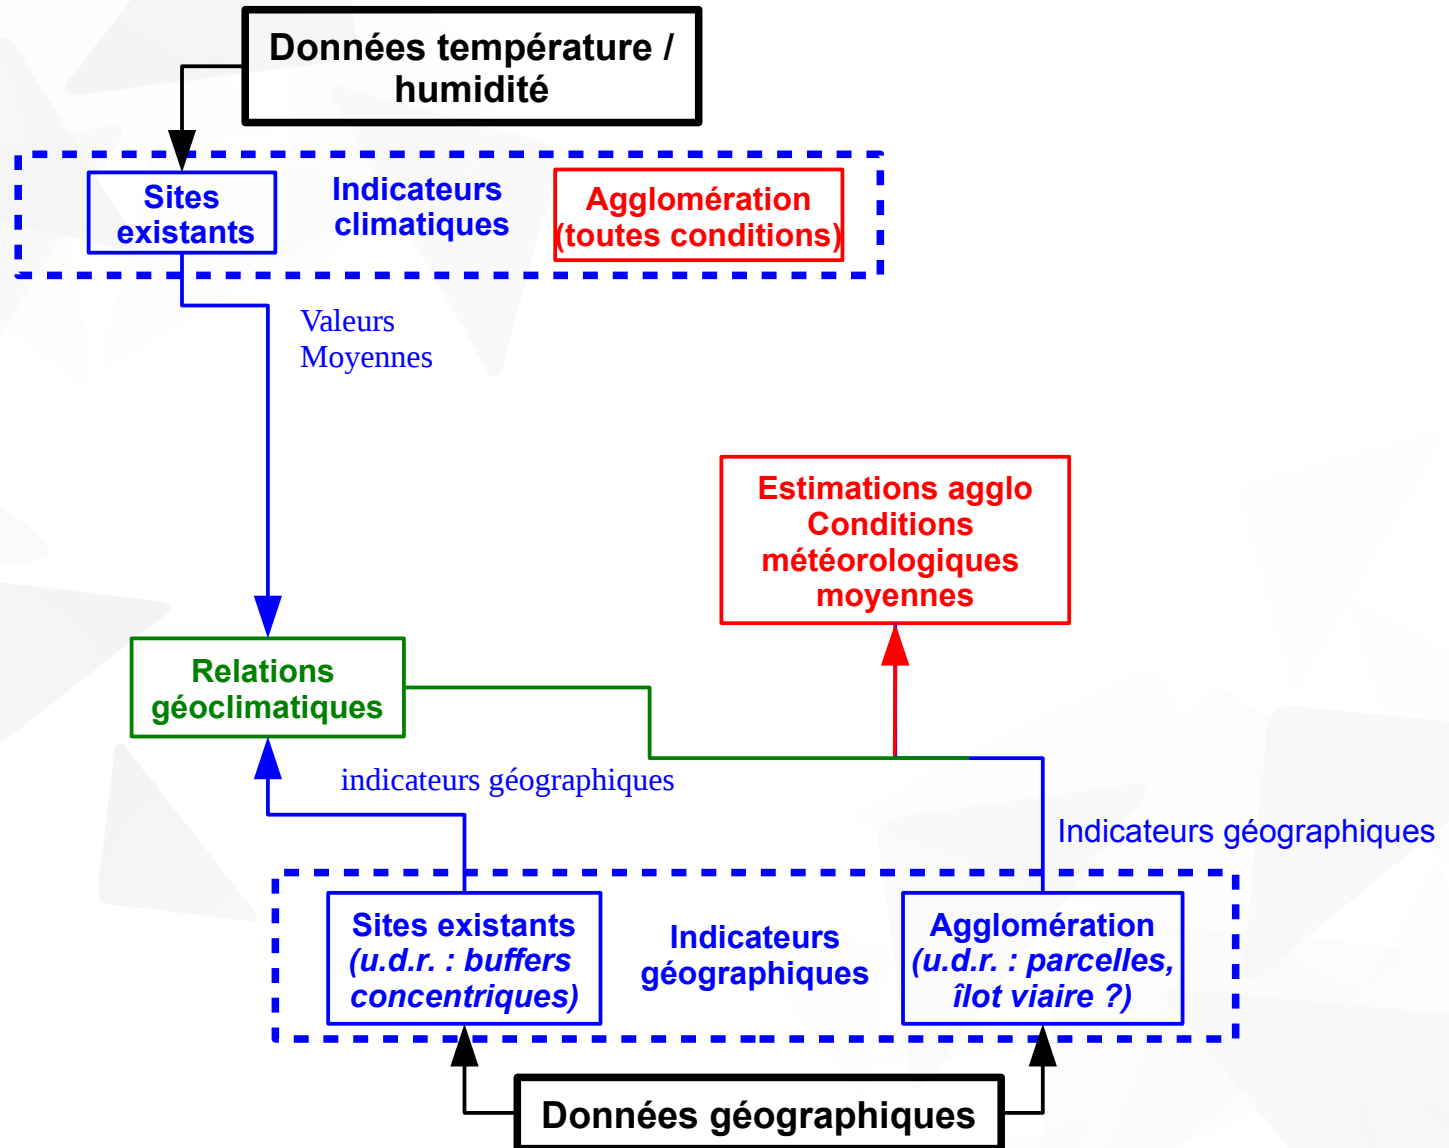 Données température /
humidité
Sites
existants
Indicateurs
climatiques
Agglomération
(toutes conditions)
Valeurs
Moyennes
Estimations agglo
Conditions
météorologiques
moyennes
Relations
géoclimatiques
indicateurs géographiques
Indicateurs géographiques
Sites existants
(u.d.r. : buffers
concentriques)
Indicateurs
géographiques
Agglomération
(u.d.r. : parcelles,
îlot viaire ?)
Données géographiques